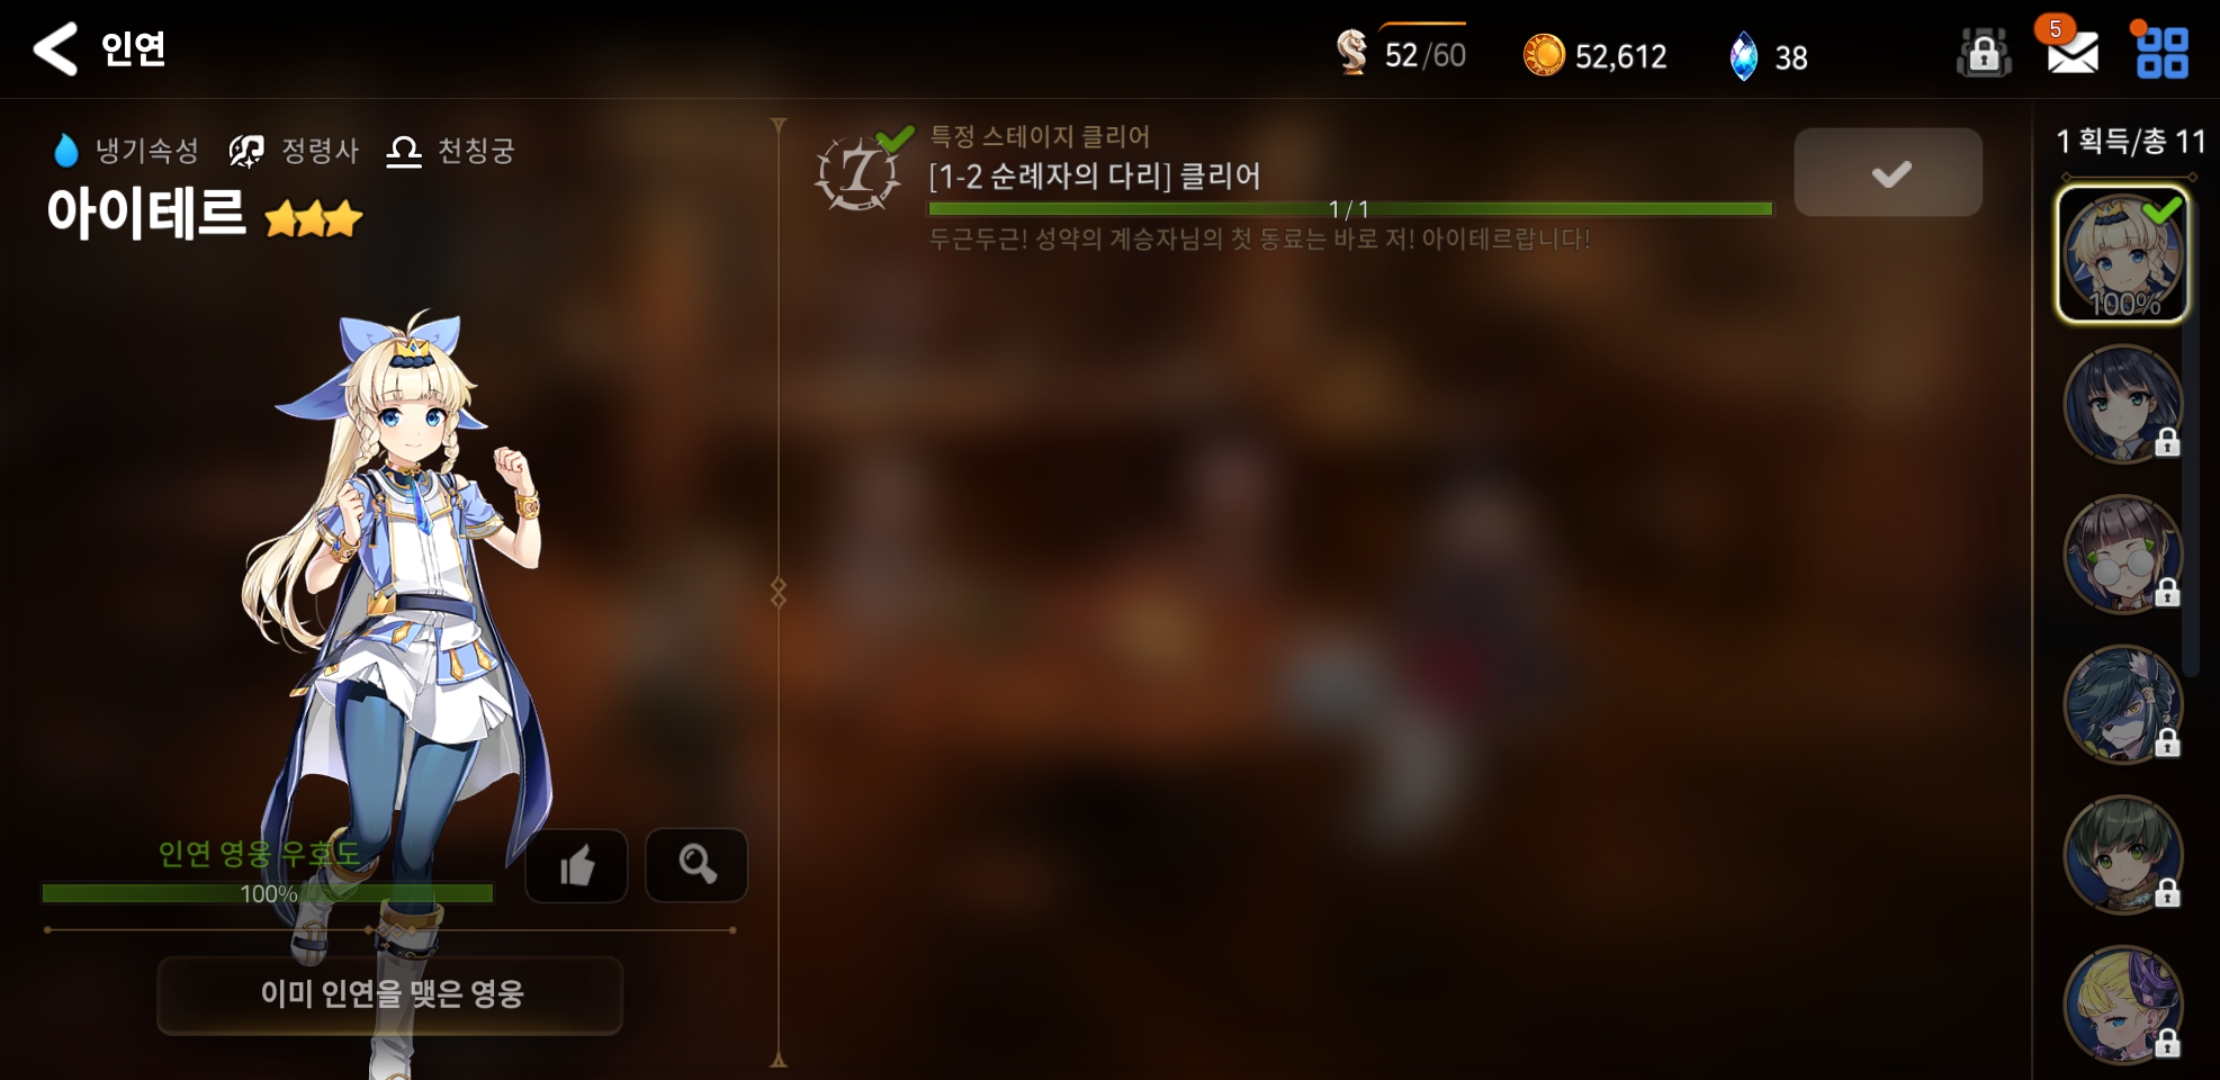 인연
52/60
52,612
38
5
냉기속성 정령사 천칭궁
아이테르
특정 스테이지 클리어
[1-2 순례자의 다리] 클리어
1/1
두근두근! 성약의 계승자님의 첫 동료는 바로 저! 아이테르랍니다!
7
1 획득/총 11
100%
인연 영웅 우호도
100%
이미 인연을 맺은 영웅